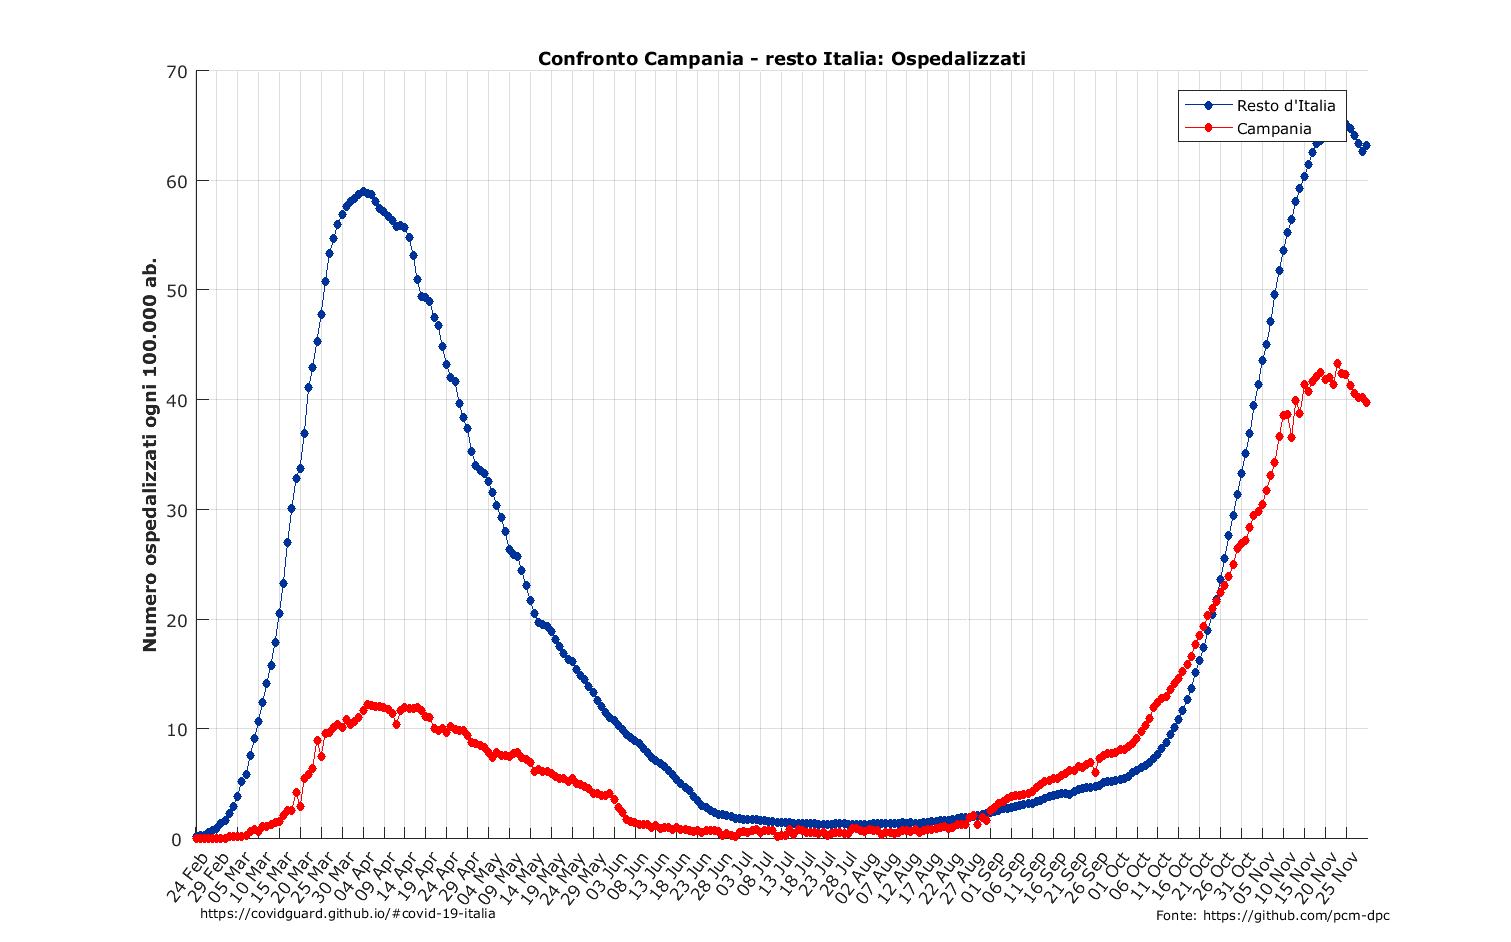 Confronto Campania - resto Italia: Ospedalizzati
Resto d'Italia
Campania
Numero ospedalizzati ogni 100.000 ab.
70
60
50
40
30
20
10
0
24 Feb
29 Feb
05 Mar
10 Mar
15 Mar
20 Mar
25 Mar
30 Mar
04 Apr
09 Apr
14 Apr
19 Apr
24 Apr
29 Apr
04 May
09 May
14 May
19 May
24 May
29 May
03 Jun
08 Jun
13 Jun
18 Jun
23 Jun
28 Jun
03 Jul
08 Jul
13 Jul
18 Jul
23 Jul
28 Jul
02 Aug
07 Aug
12 Aug
17 Aug
22 Aug
27 Aug
01 Sep
06 Sep
11 Sep
16 Sep
21 Sep
26 Sep
01 Oct
06 Oct
11 Oct
16 Oct
21 Oct
26 Oct
31 Oct
05 Nov
10 Nov
15 Nov
20 Nov
25 Nov
https://covidguard.github.io/#covid-19-italia
Fonte: https://github.com/pcm-dpc